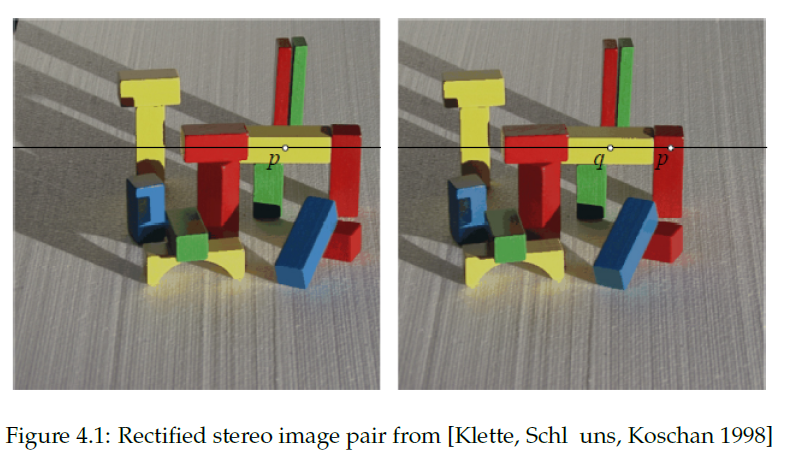 p
q
p
Figure 4.1: Rectified stereo image pair from [Klette, Schl uns, Koschan 1998]